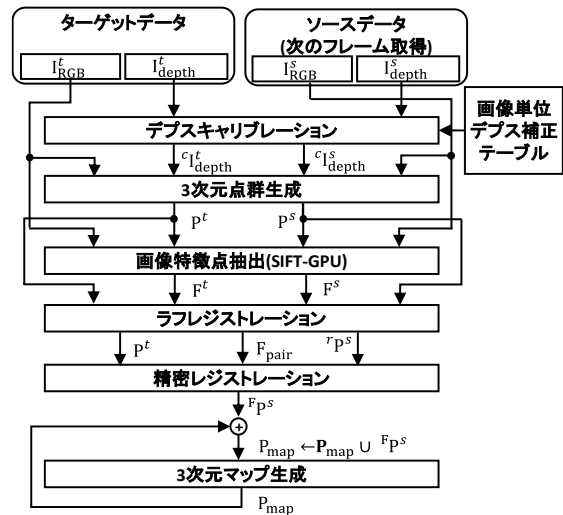 ターゲットデータ
I^t_RGB
I^t_depth
ソースデータ
(次のフレーム取得)
I^s_RGB
I^s_depth
画像単位
デプス補正
テーブル
デプスキャリブレーション
^cI^t_depth
^cI^s_depth
3次元点群生成
P^t
P^s
画像特徴点抽出(SIFT-GPU)
F^t
F^s
ラフレジストレーション
P^t
F_pair
^rP^s
精密レジストレーション
^FP^s
+
P_map ←P_map ∪ ^FP^s
3次元マップ生成
P_map